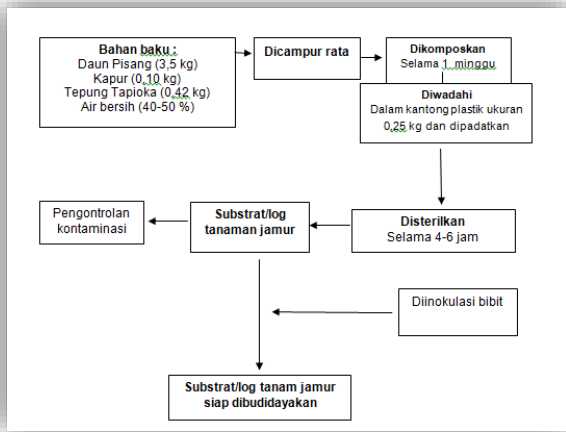 Bahan baku :
Daun Pisang (3,5 kg)
Kapur (0,10 kg)
Tepung Tapioka (0,42 kg)
Air bersih (40-50 %)
Dicampur rata
Dikomposkan
Selama 1 minggu
Diwadahi
Dalam kantong plastik ukuran
0,25 kg dan dipadatkan
Disterilkan
Selama 4-6 jam
Substrat/log
tanaman jamur
Pengontrolan
kontaminasi
Diinokulasi bibit
Substrat/log tanam jamur
siap dibudidayakan